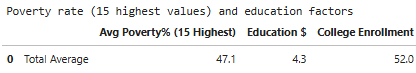 Poverty rate (15 highest values) and education factors
Avg Poverty% (15 Highest) Education $ College Enrollment
0 Total Average 47.1 4.3 52.0